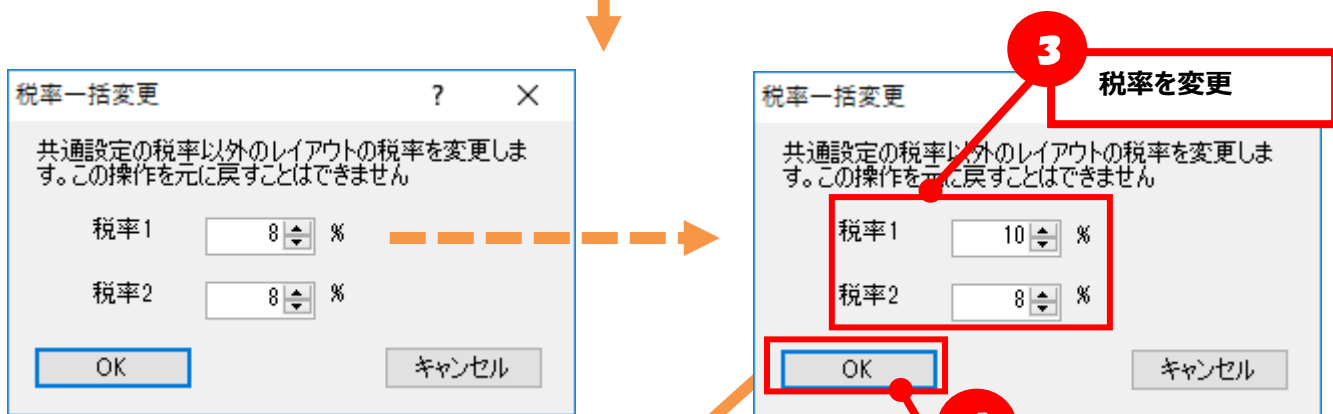 税率一括変更 ? ×
共通設定の税率以外のレイアウトの税率を変更しま
す。この操作を元に戻すことはできません
税率1 8 %
税率2 8 %
OK キャンセル
3
税率を変更
税率一括変更
共通設定の税率以外のレイアウトの税率を変更しま
す。この操作を元に戻すことはできません
税率1 10 %
税率2 8 %
OK キャンセル